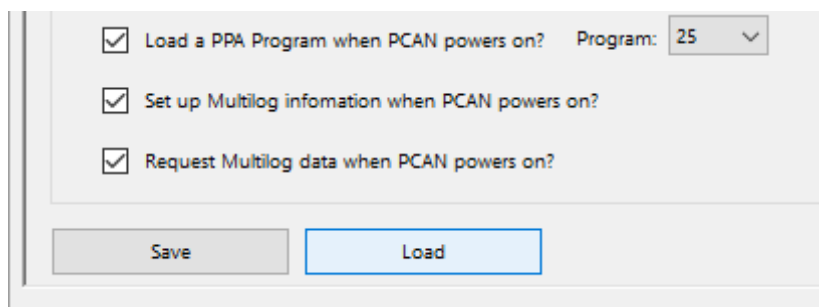 Load a PPA Program when PCAN powers on? Program: 25
Set up Multilog infomation when PCAN powers on?
Request Multilog data when PCAN powers on?
Save Load